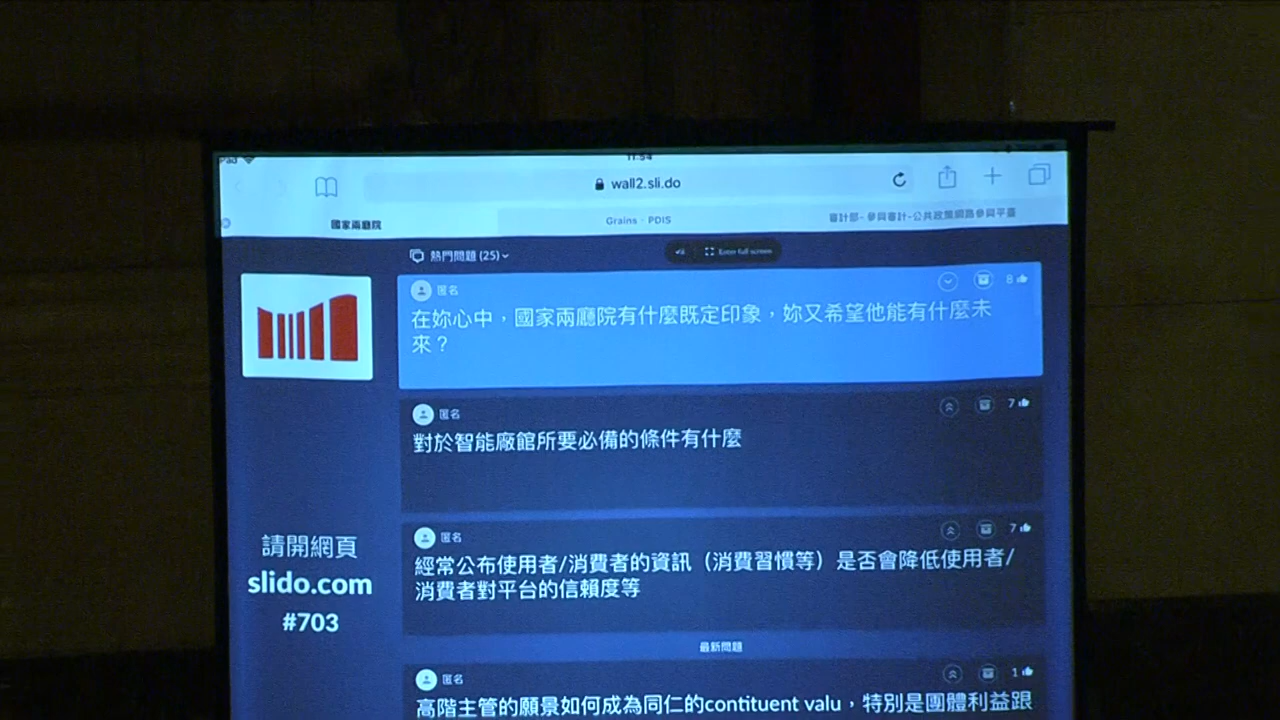 11:54
wall2.sli.do
國家兩廳院
Grains · PDIS
審計部- 參與審計-公共政策網路參與平臺
熱門問題 (25)
Enter full screen
匿名
8
在妳心中，國家兩廳院有什麼既定印象，妳又希望他能有什麼未
來？
匿名
7
對於智能廠館所要必備的條件有什麼
匿名
7
經常公布使用者/消費者的資訊（消費習慣等）是否會降低使用者/
消費者對平台的信賴度等
請開網頁
slido.com
#703
最新問題
匿名
1
高階主管的願景如何成為同仁的contituent valu，特別是團體利益跟